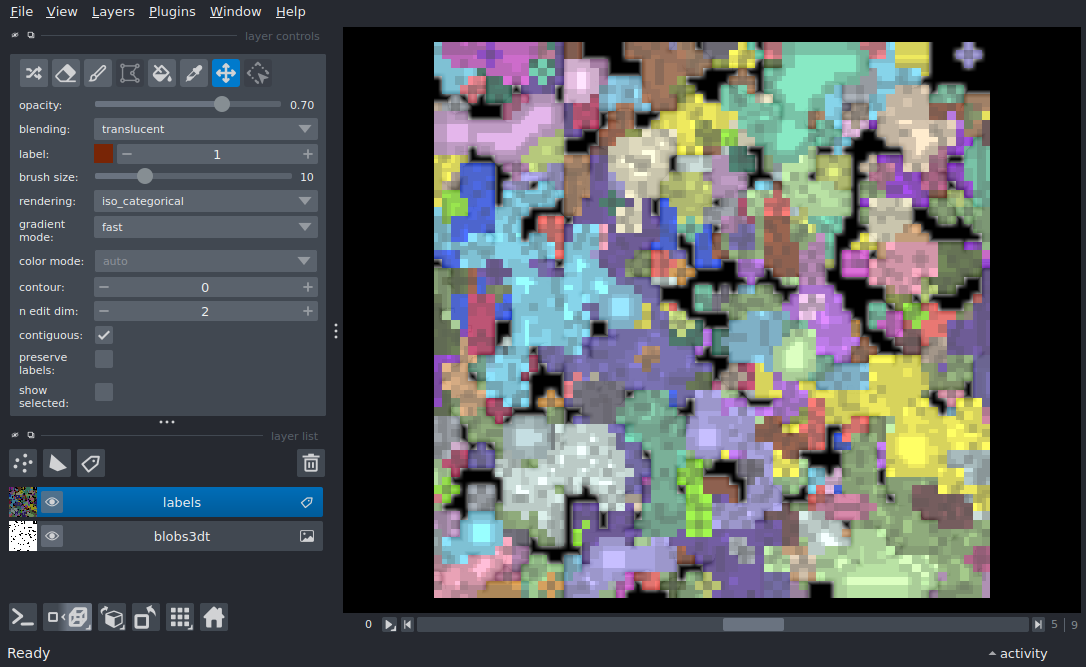 File View Layers Plugins Window Help
layer controls
opacity: 0.70
blending: translucent
label: 1
brush size: 10
rendering: iso_categorical
gradient
mode: fast
color mode: auto
contour: 0
n edit dim: 2
contiguous:
preserve
labels:
show
selected:
layer list
labels
blobs3dt
0 5 | 9
Ready activity